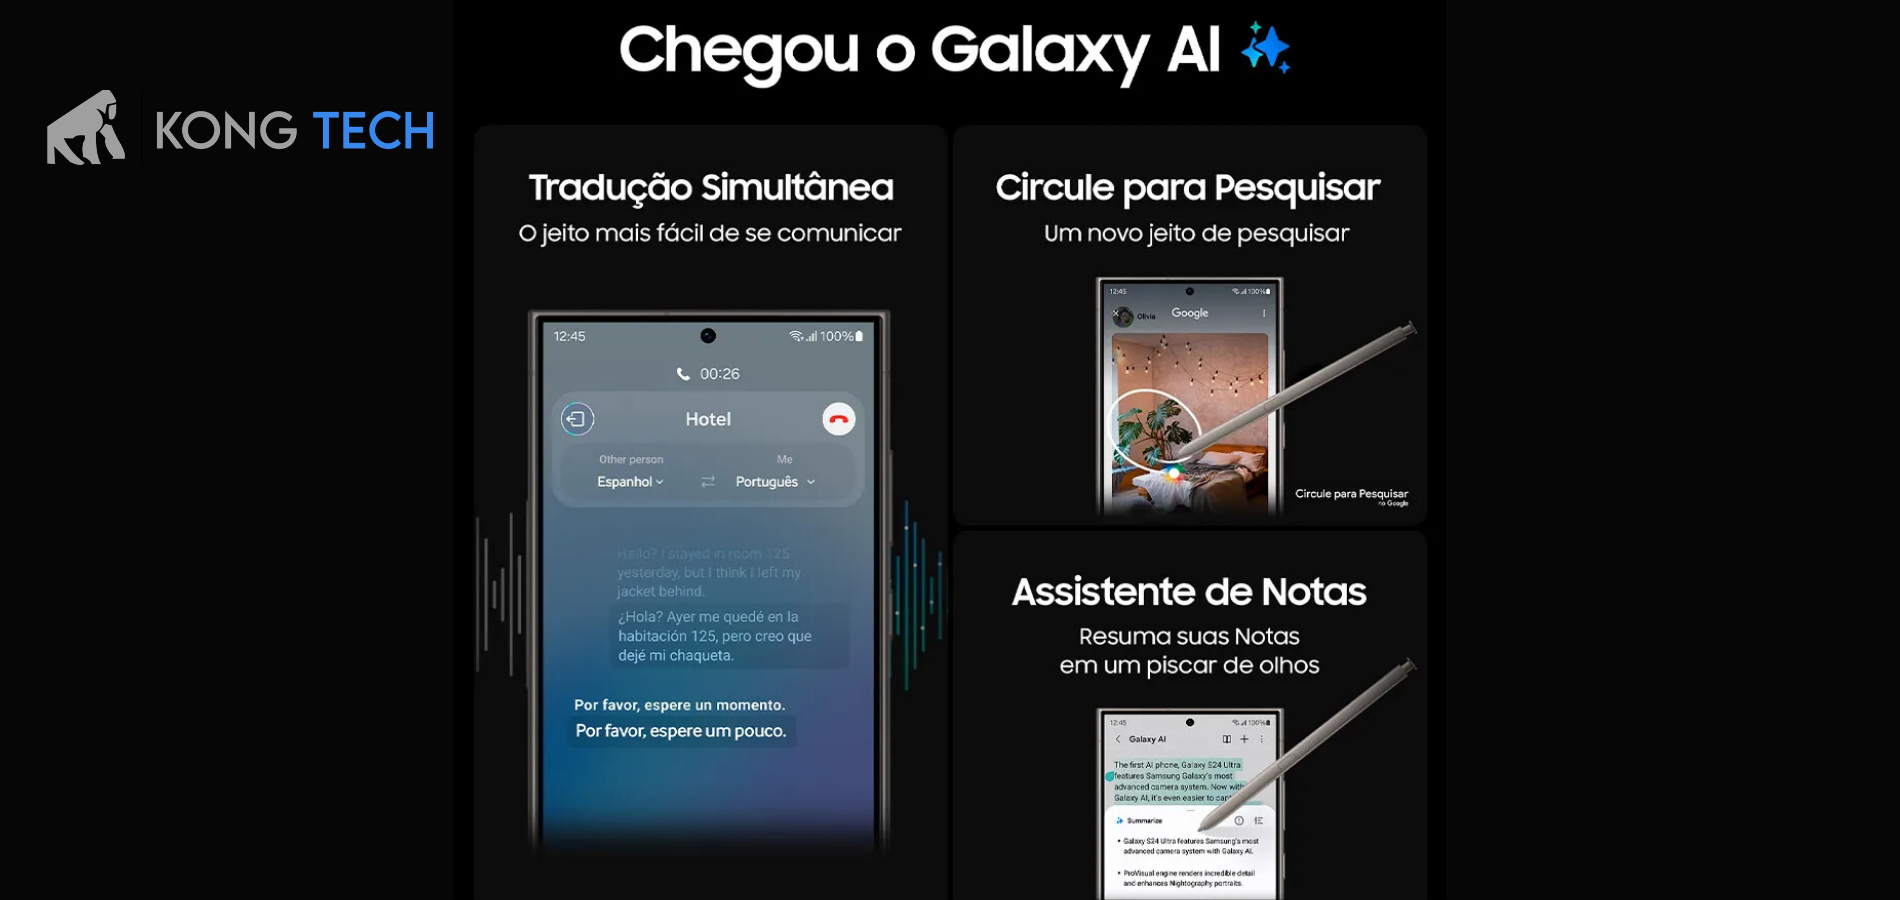 Chegou o Galaxy AI
KONG TECH
Tradução Simultânea
O jeito mais fácil de se comunicar
12:45
100%
00:26
Hotel
Other person
Me
Espanhol
Português
Hello? I stayed in room 125
yesterday, but I think I left my
jacket behind.
¿Hola? Ayer me quedé en la
habitación 125, pero creo que
dejé mi chaqueta.
Por favor, espere un momento.
Por favor, espere um pouco.
Circule para Pesquisar
Um novo jeito de pesquisar
12:45
100%
Olivia
Google
Circule para Pesquisar
no Google
Assistente de Notas
Resuma suas Notas
em um piscar de olhos
12:45
100%
Galaxy AI
The first AI phone, Galaxy S24 Ultra
features Samsung Galaxy's most
advanced camera system. Now with
Galaxy AI, it's even easier to
Summarize
• Galaxy S24 Ultra features Samsung's most
advanced camera system with Galaxy AI.
• ProVisual engine renders incredible detail
and enhances Nightography portraits.